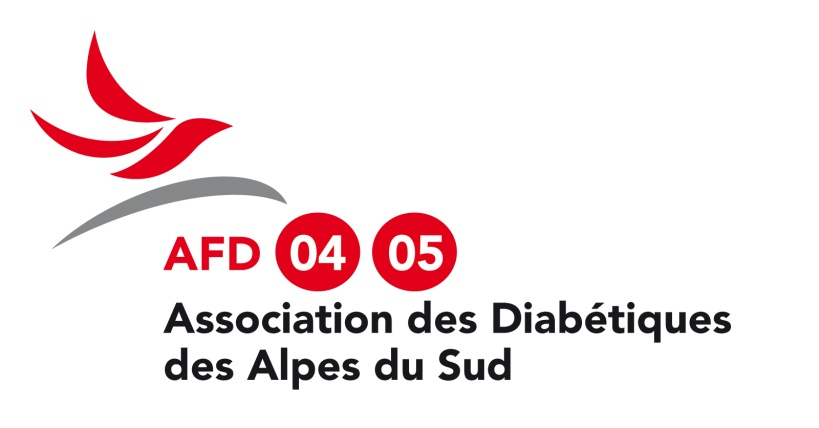 AFD 04 05
Association des Diabétiques
des Alpes du Sud